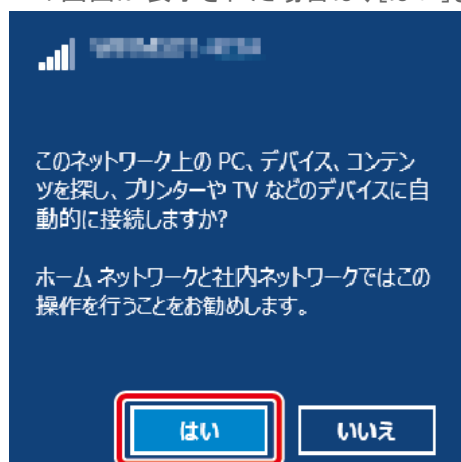 このネットワーク上の PC、デバイス、コンテン
ツを探し、プリンターや TV などのデバイスに自
動的に接続しますか?
ホーム ネットワークと社内ネットワークではこの
操作を行うことをお勧めします。
はい
いいえ